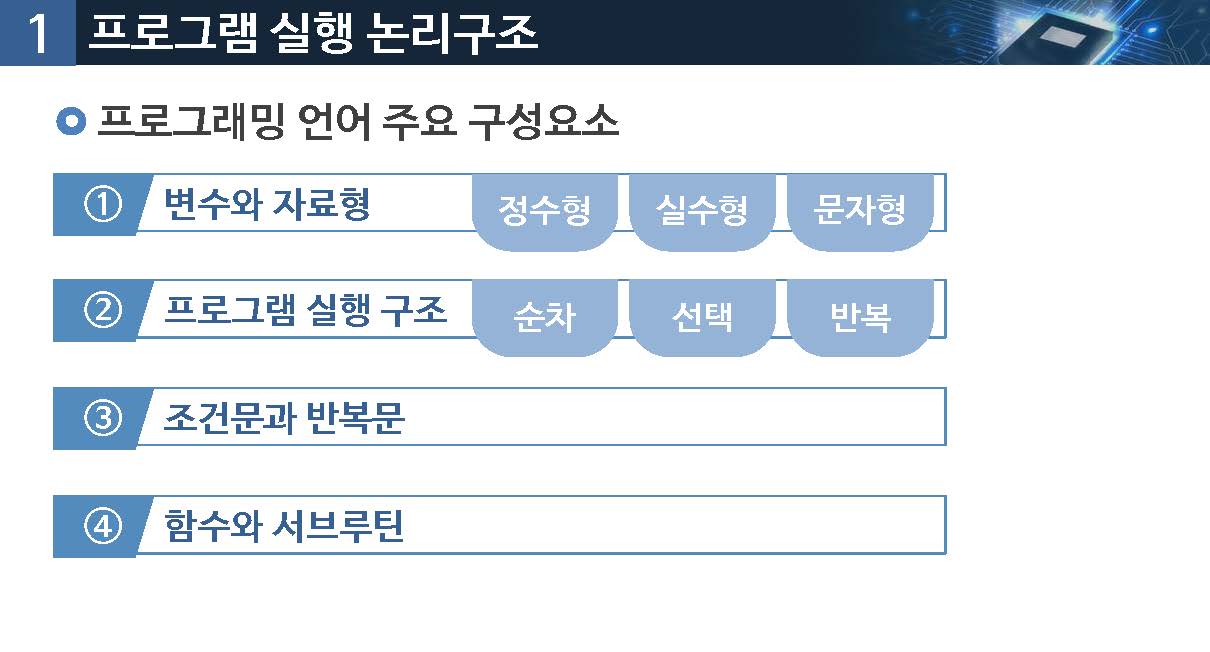 1 프로그램 실행 논리구조
프로그래밍 언어 주요 구성요소
① 변수와 자료형 정수형 실수형 문자형
② 프로그램 실행 구조 순차 선택 반복
③ 조건문과 반복문
④ 함수와 서브루틴